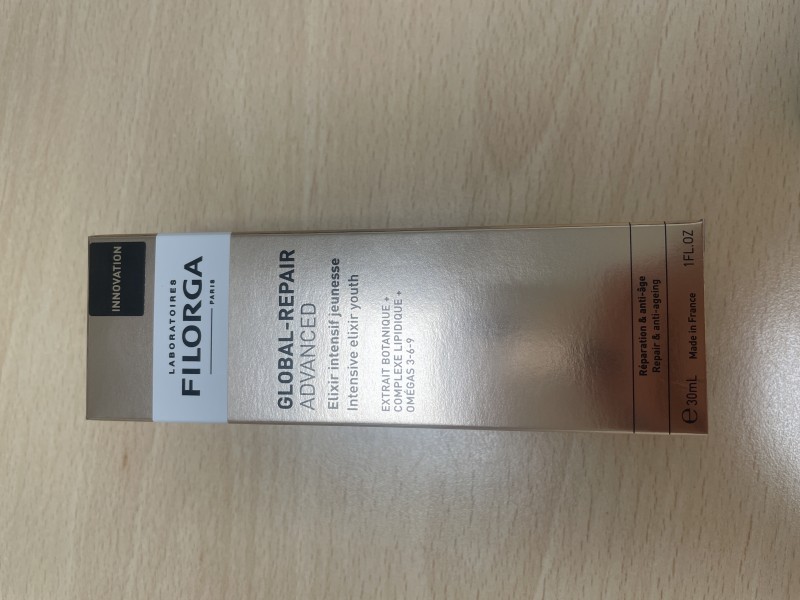 INNOVATION
LABORATOIRES
FILORGA
PARIS
GLOBAL-REPAIR
ADVANCED
Elixir intensif jeunesse
Intensive elixir youth
EXTRAIT BOTANIQUE +
COMPLEXE LIPIDIQUE +
OMÉGAS 3-6-9
Réparation & anti-âge
Repair & anti-ageing
℮ 30mL Made in France 1FL.OZ